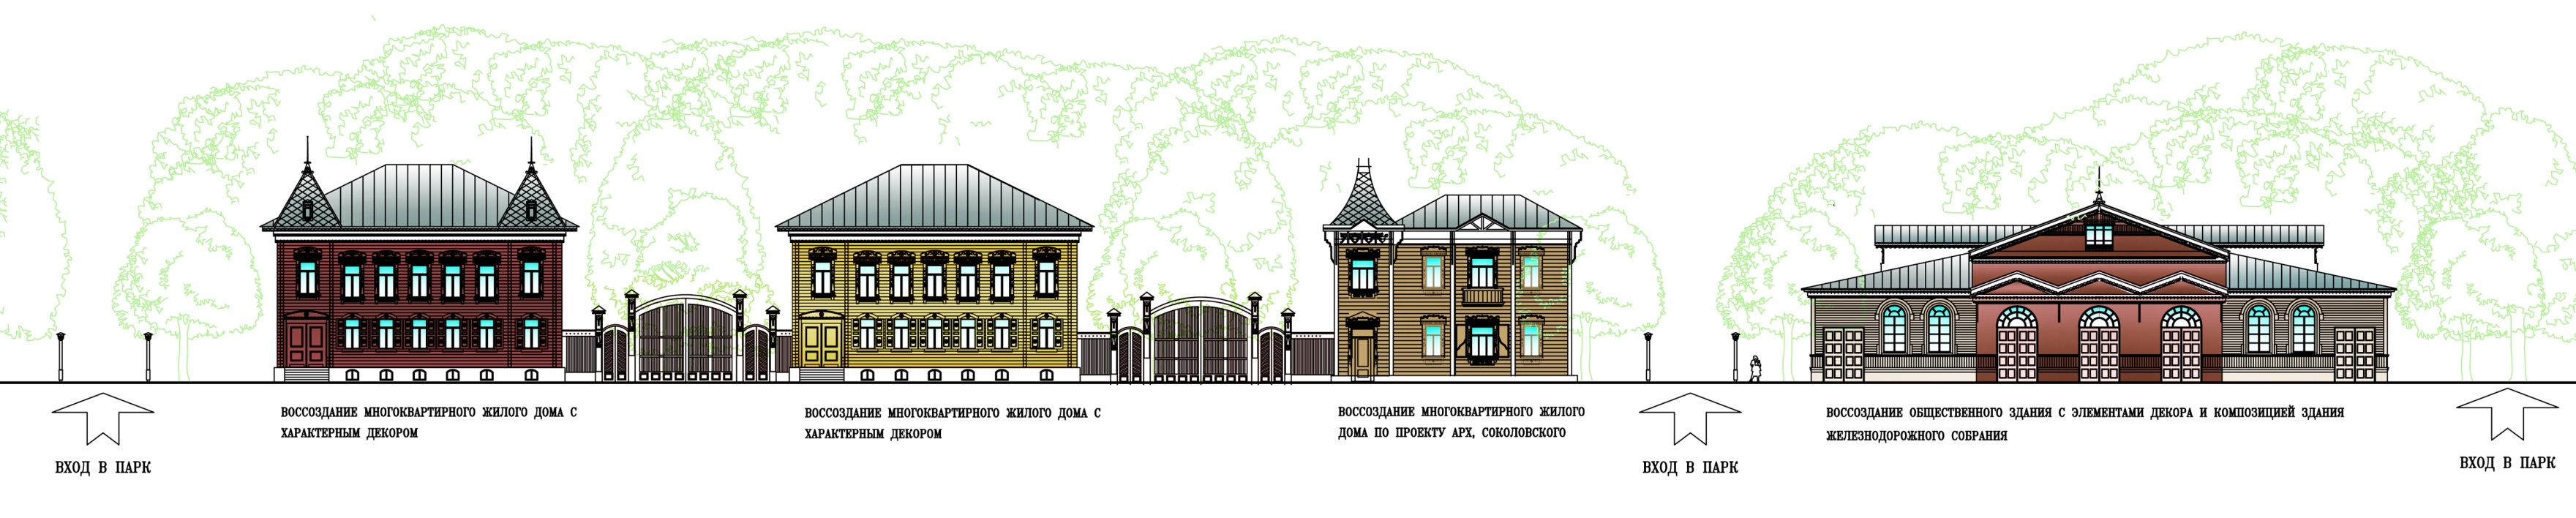 ВОССОЗДАНИЕ МНОГОКВАРТИРНОГО ЖИЛОГО ДОМА С
ХАРАКТЕРНЫМ ДЕКОРОМ
ВОССОЗДАНИЕ МНОГОКВАРТИРНОГО ЖИЛОГО ДОМА С
ХАРАКТЕРНЫМ ДЕКОРОМ
ВОССОЗДАНИЕ МНОГОКВАРТИРНОГО ЖИЛОГО
ДОМА ПО ПРОЕКТУ АРХ, СОКОЛОВСКОГО
ВОССОЗДАНИЕ ОБЩЕСТВЕННОГО ЗДАНИЯ С ЭЛЕМЕНТАМИ ДЕКОРА И КОМПОЗИЦИЕЙ ЗДАНИЯ
ЖЕЛЕЗНОДОРОЖНОГО СОБРАНИЯ
ВХОД В ПАРК
ВХОД В ПАРК
ВХОД В ПАРК